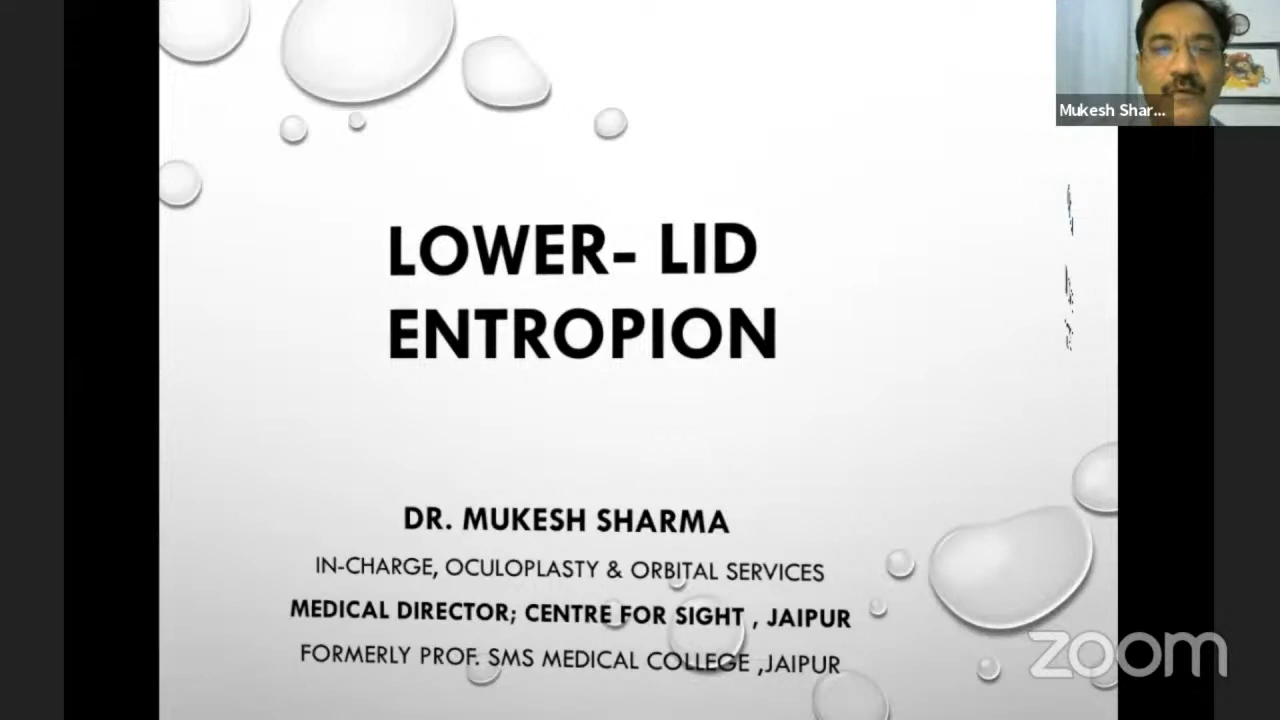 Mukesh Shar...
LOWER- LID
ENTROPION
DR. MUKESH SHARMA
IN-CHARGE, OCULOPLASTY & ORBITAL SERVICES
MEDICAL DIRECTOR; CENTRE FOR SIGHT , JAIPUR
FORMERLY PROF. SMS MEDICAL COLLEGE ,JAIPUR
zoom